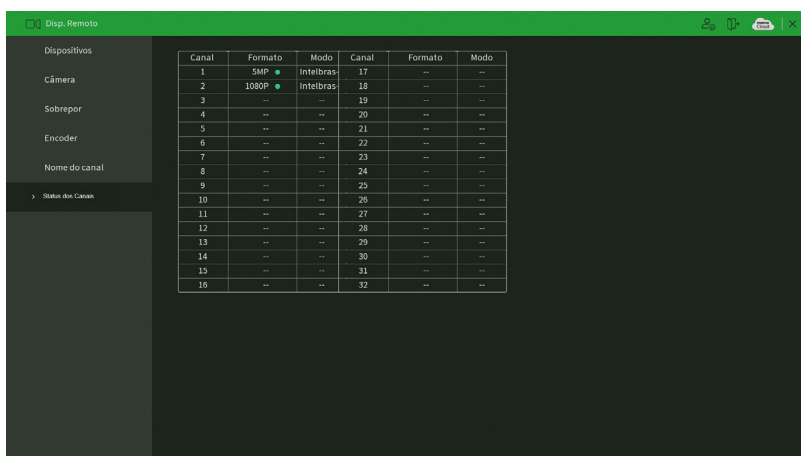 Disp. Remoto
Cloud
Dispositivos
Câmera
Sobrepor
Encoder
Nome do canal
Status dos Canais
Canal Formato Modo Canal Formato Modo
1 5MP Intelbras- 17 -- --
2 1080P Intelbras- 18 -- --
3 -- -- 19 -- --
4 -- -- 20 -- --
5 -- -- 21 -- --
6 -- -- 22 -- --
7 -- -- 23 -- --
8 -- -- 24 -- --
9 -- -- 25 -- --
10 -- -- 26 -- --
11 -- -- 27 -- --
12 -- -- 28 -- --
13 -- -- 29 -- --
14 -- -- 30 -- --
15 -- -- 31 -- --
16 -- -- 32 -- --